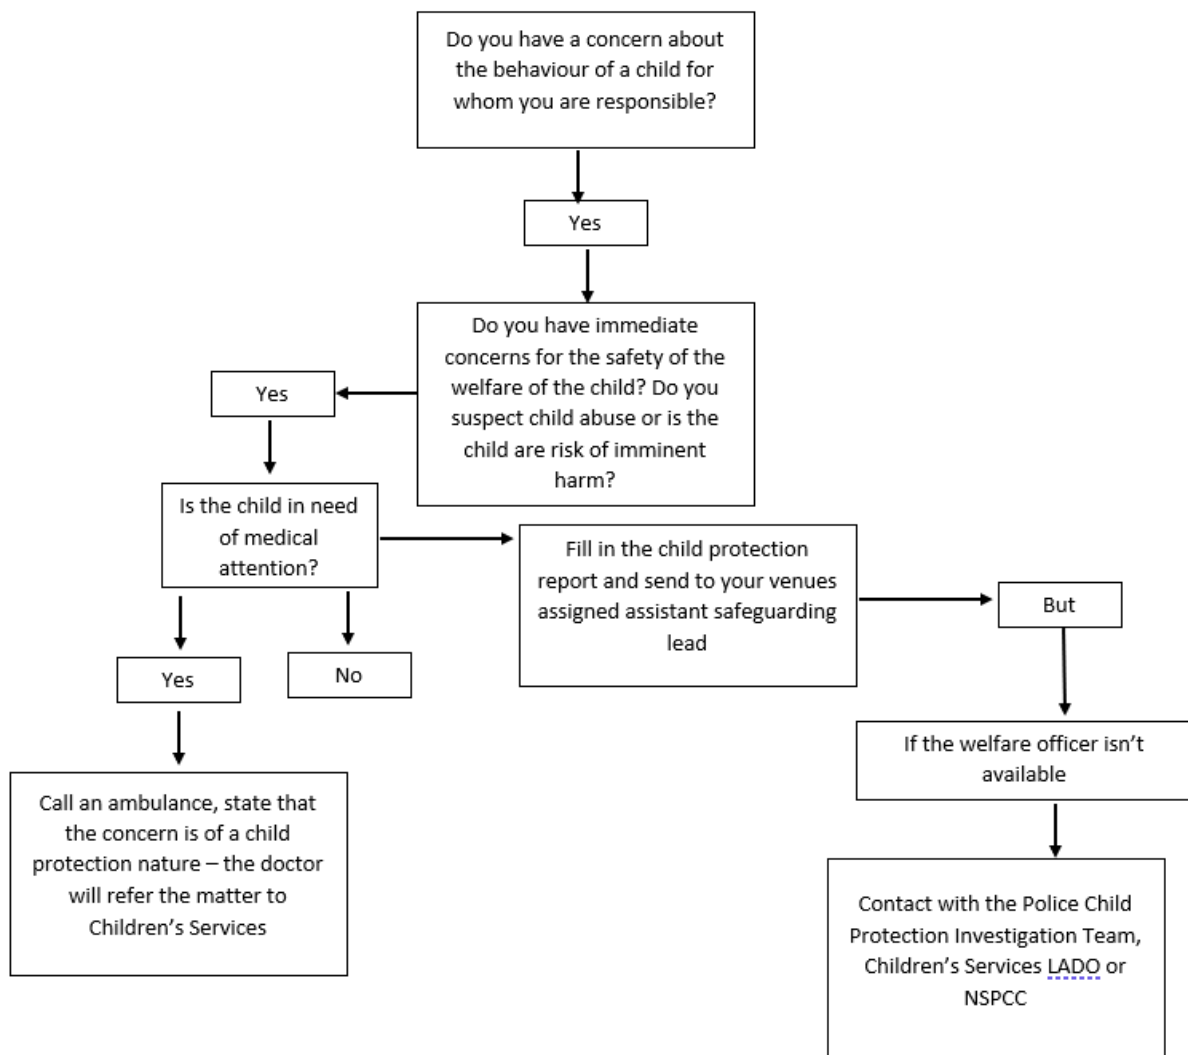 Do you have a concern about
the behaviour of a child for
whom you are responsible?
Yes
Do you have immediate
concerns for the safety of the
welfare of the child? Do you
suspect child abuse or is the
child are risk of imminent
harm?
Yes
Is the child in need
of medical
attention?
Fill in the child protection
report and send to your venues
assigned assistant safeguarding
lead
But
Yes
No
If the welfare officer isn’t
available
Call an ambulance, state that
the concern is of a child
protection nature – the doctor
will refer the matter to
Children’s Services
Contact with the Police Child
Protection Investigation Team,
Children’s Services LADO or
NSPCC